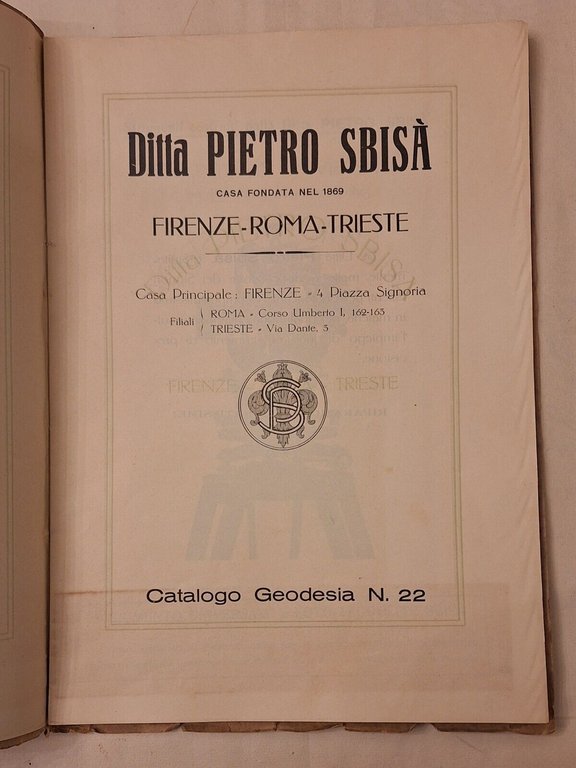 Ditta PIETRO SBISÀ
CASA FONDATA NEL 1869
FIRENZE-ROMA-TRIESTE
Casa Principale: FIRENZE - 4 Piazza Signoria
Filiali ROMA - Corso Umberto I, 162-163
TRIESTE - Via Dante, 3
Catalogo Geodesia N. 22